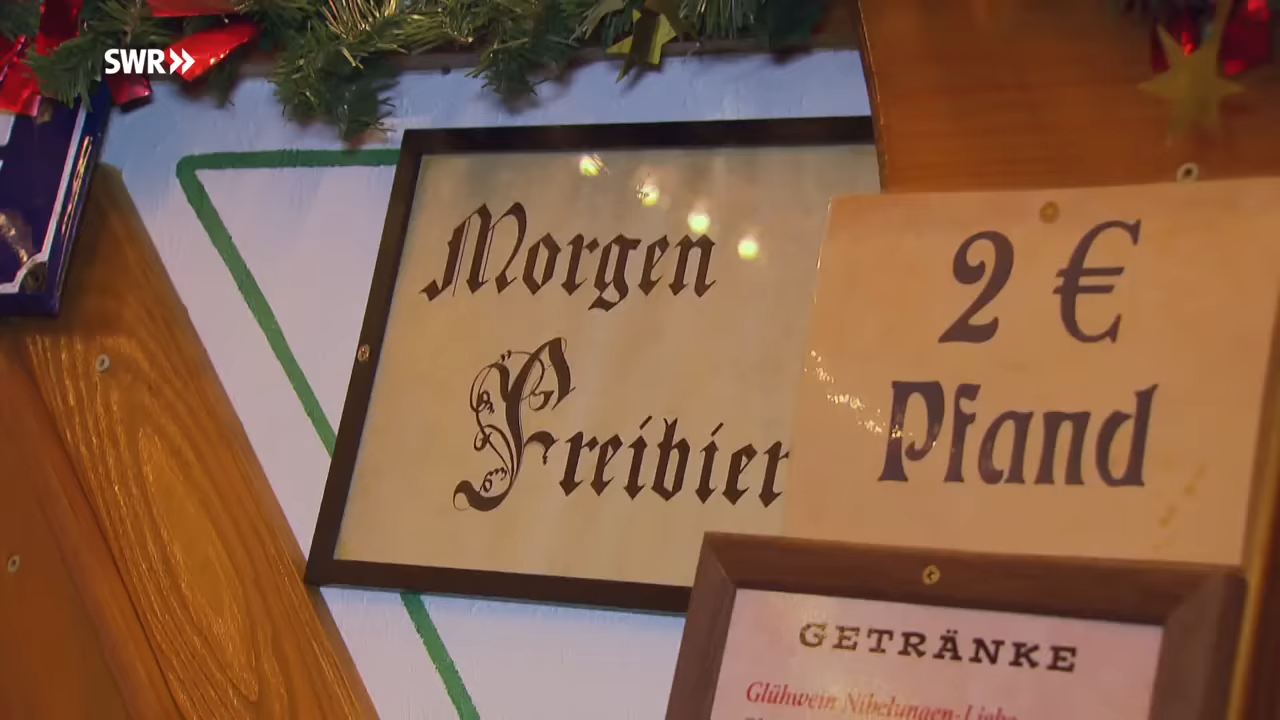 SWR
Morgen
Freibier
2 €
Pfand
GETRÄNKE
Glühwein Nibelungen-Liebe